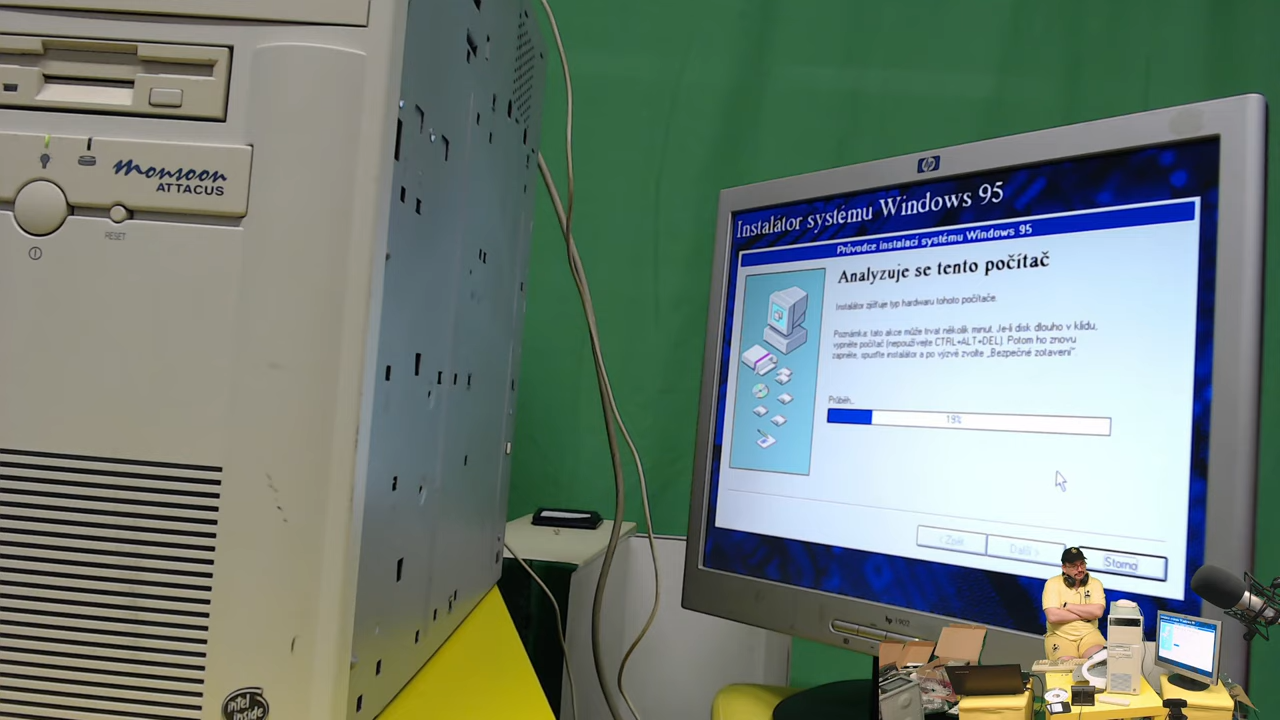 Monsoon
ATTACUS
RESET
intel
inside
hp
Instalátor systému Windows 95
Průvodce instalací systému Windows 95
Analyzuje se tento počítač
Instalátor zjišťuje typ hardwaru tohoto počítače.
Poznámka: tato akce může trvat několik minut. Je-li disk dlouho v klidu,
vypněte počítač (nepoužívejte CTRL+ALT+DEL). Potom ho znovu
zapněte, spusťte instalátor a po výzvě zvolte „Bezpečné zotavení".
Průběh...
19%
< Zpět
Další >
Storno
hp 1902